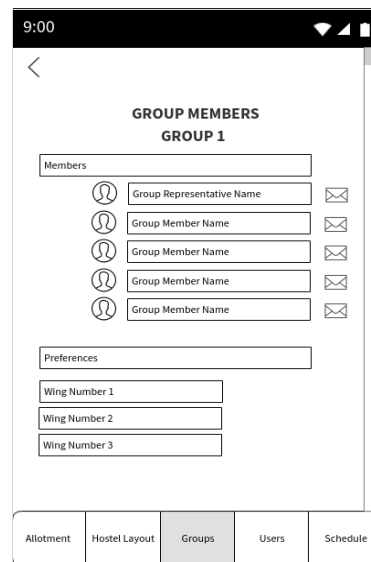 9:00
GROUP MEMBERS
GROUP 1
Members
Group Representative Name
Group Member Name
Group Member Name
Group Member Name
Group Member Name
Preferences
Wing Number 1
Wing Number 2
Wing Number 3
Allotment Hostel Layout Groups Users Schedule